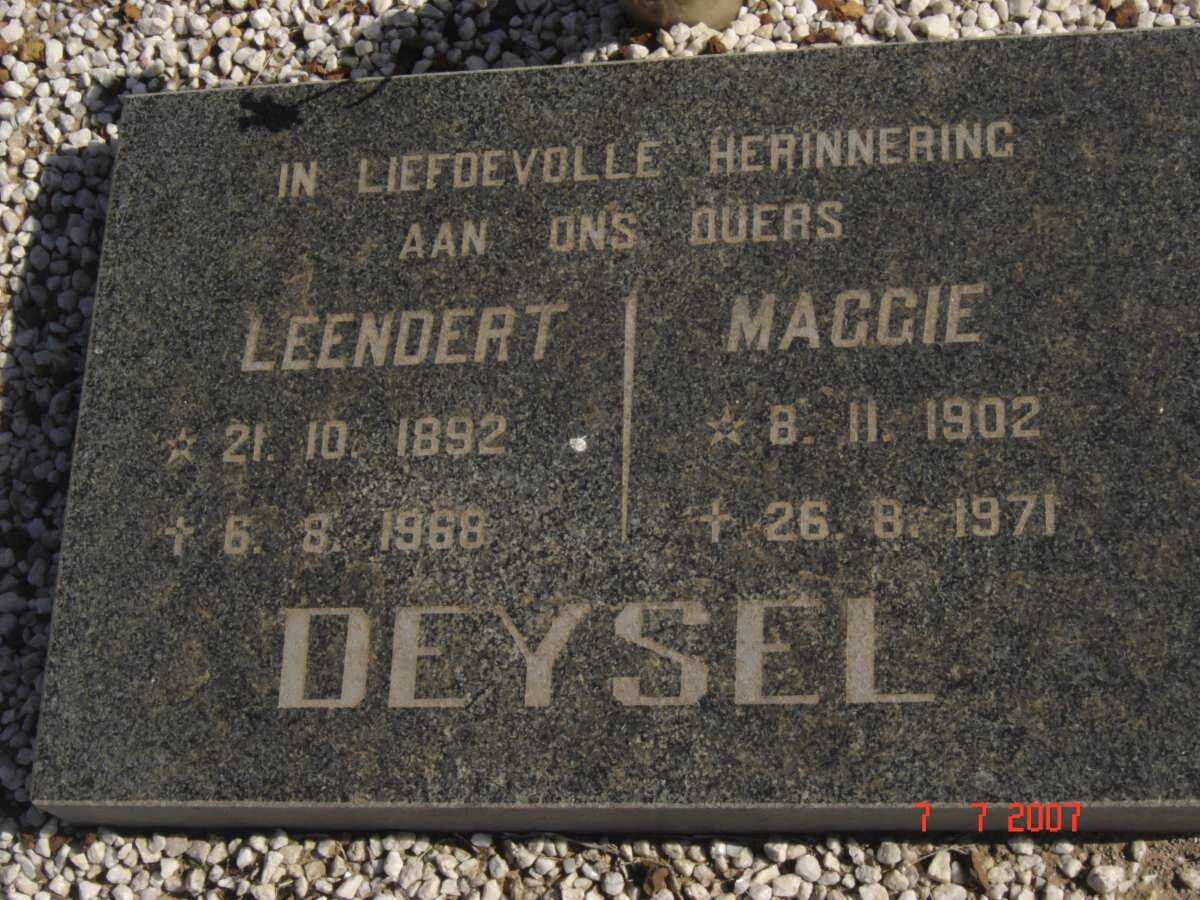 IN LIEFDEVOLLE HERINNERING
AAN ONS OUERS
LEENDERT
☆ 21. 10. 1892
✝ 6. 8. 1968
MAGGIE
☆ 8. 11. 1902
✝ 26. 8. 1971
DEYSEL
7 7 2007